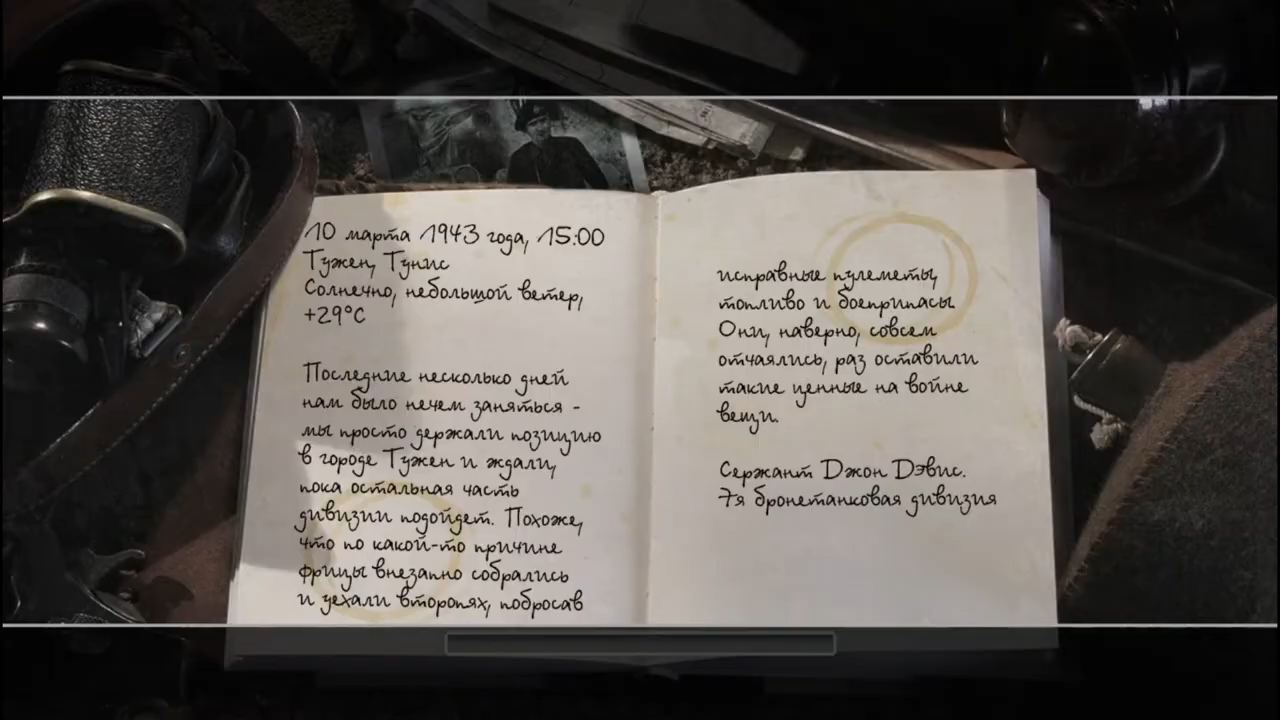 10 марта 1943 года, 15:00
Тужен, Тунис
Солнечно, небольшой ветер,
+29°С
Последние несколько дней
нам было нечем заняться -
мы просто держали позицию
в городе Тужен и ждали,
пока остальная часть
дивизии подойдет. Похоже,
что по какой-то причине
фрицы внезапно собрались
и уехали второпях, побросав
исправные пулеметы,
топливо и боеприпасы
Они, наверно, совсем
отчаялись, раз оставили
такие ценные на войне
вещи.
Сержант Джон Дэвис.
7я бронетанковая дивизия